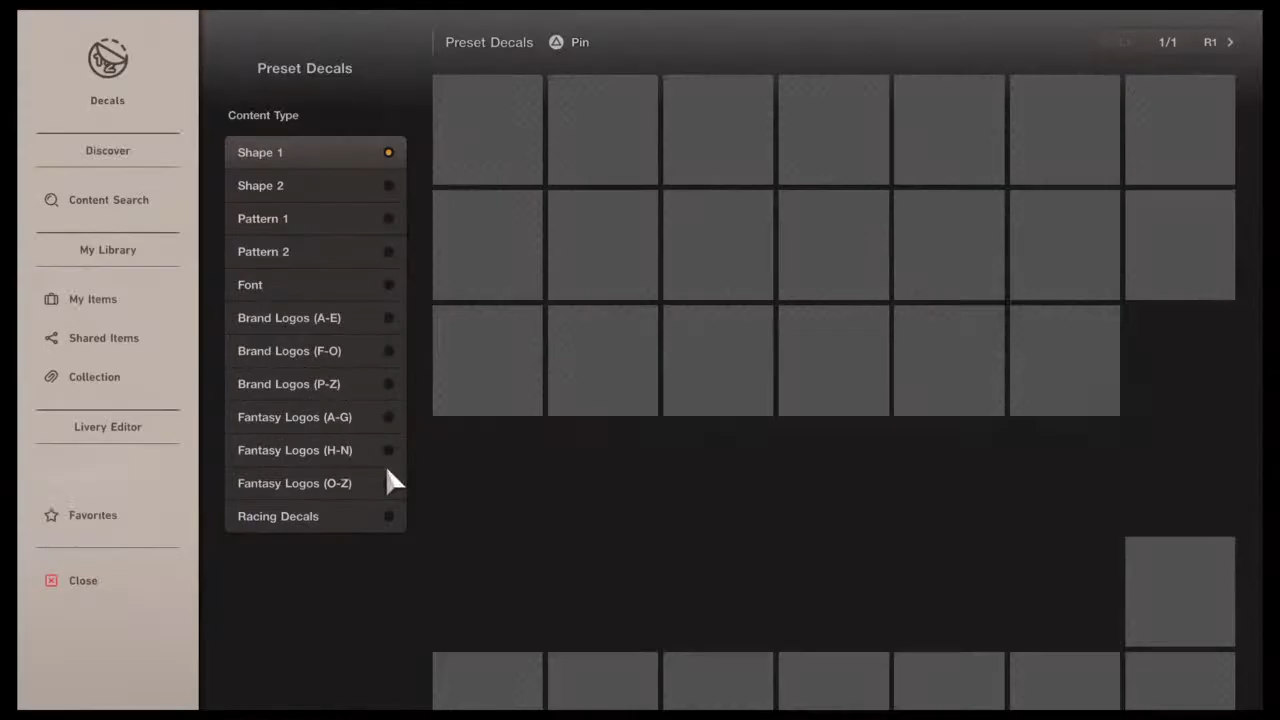 Decals
Discover
Content Search
My Library
My Items
Shared Items
Collection
Livery Editor
Favorites
Close
Preset Decals
Content Type
Shape 1
Shape 2
Pattern 1
Pattern 2
Font
Brand Logos (A-E)
Brand Logos (F-O)
Brand Logos (P-Z)
Fantasy Logos (A-G)
Fantasy Logos (H-N)
Fantasy Logos (O-Z)
Racing Decals
Preset Decals Pin
1/1 R1